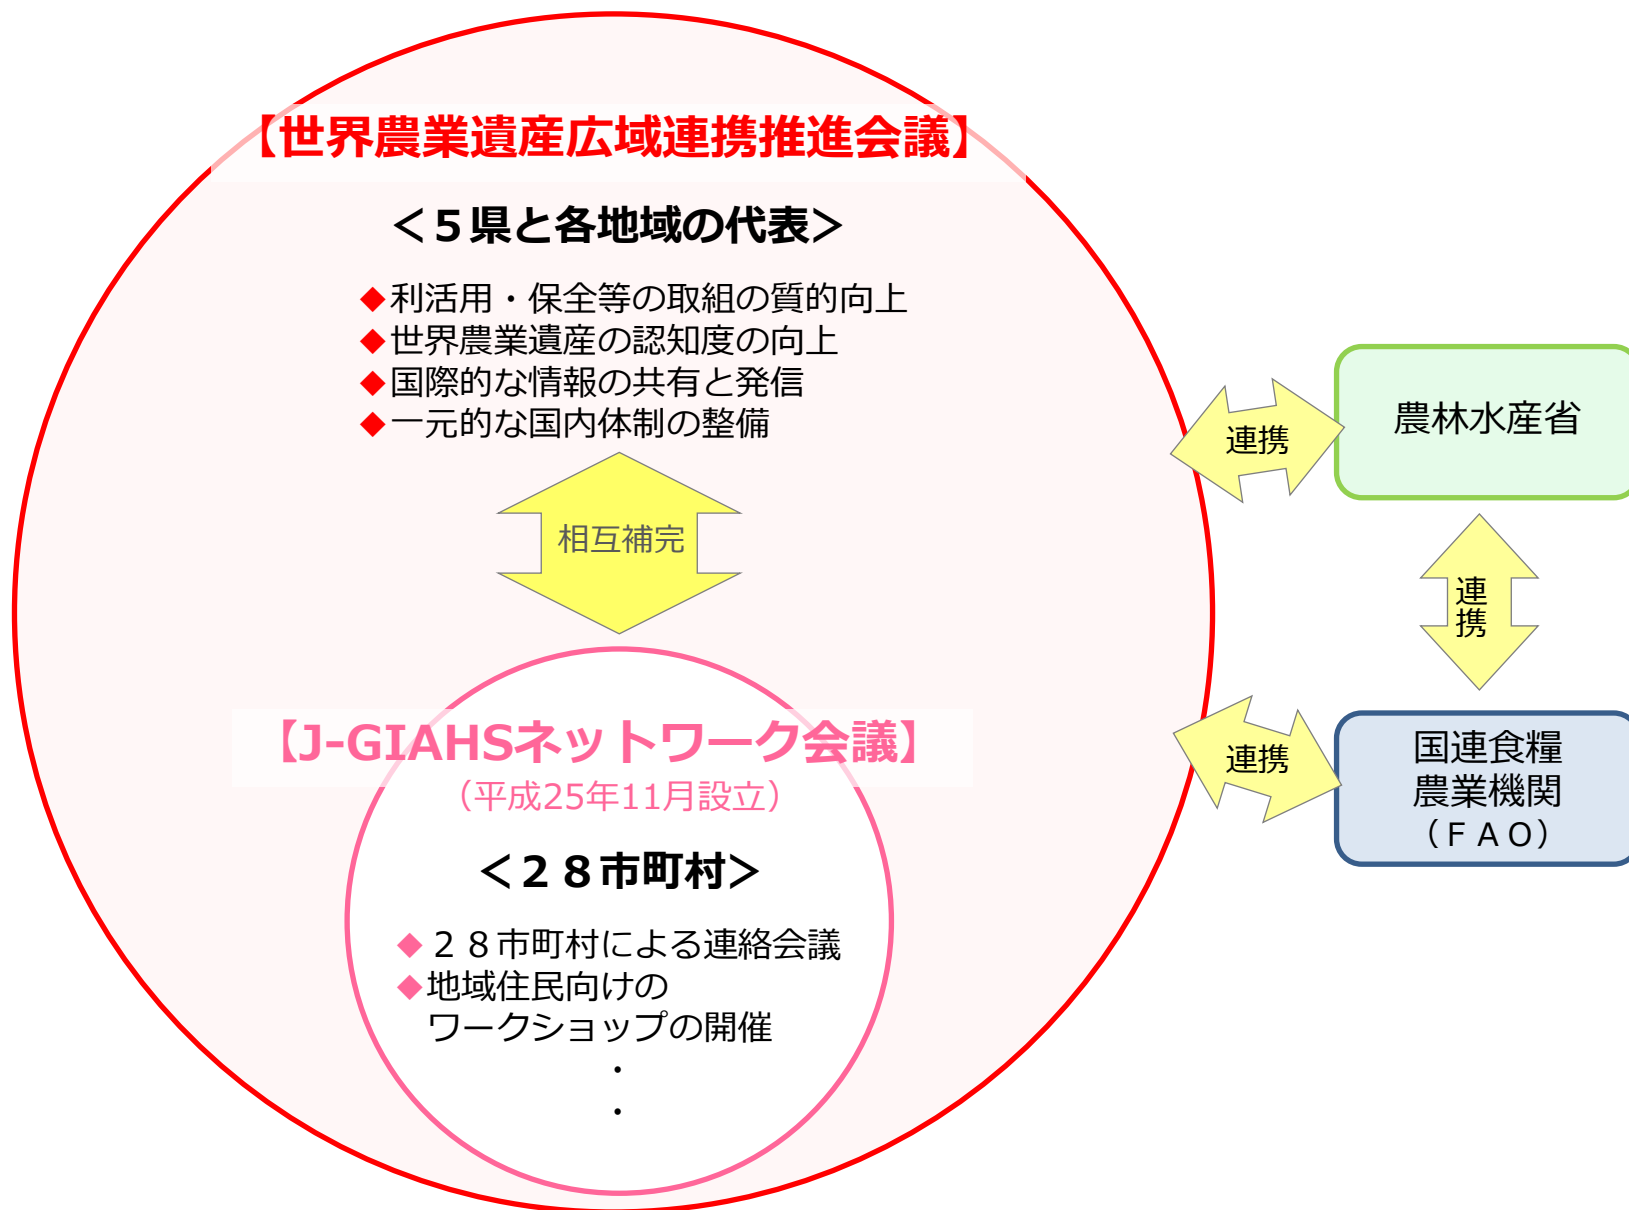 【世界農業遺産広域連携推進会議】
＜５県と各地域の代表＞
◆利活用・保全等の取組の質的向上
◆世界農業遺産の認知度の向上
◆国際的な情報の共有と発信
◆一元的な国内体制の整備
相互補完
【J-GIAHSネットワーク会議】
（平成25年11月設立）
＜２８市町村＞
◆２８市町村による連絡会議
◆地域住民向けの
ワークショップの開催
・
・
連携
農林水産省
連携
連携
国連食糧
農業機関
（ＦＡＯ）